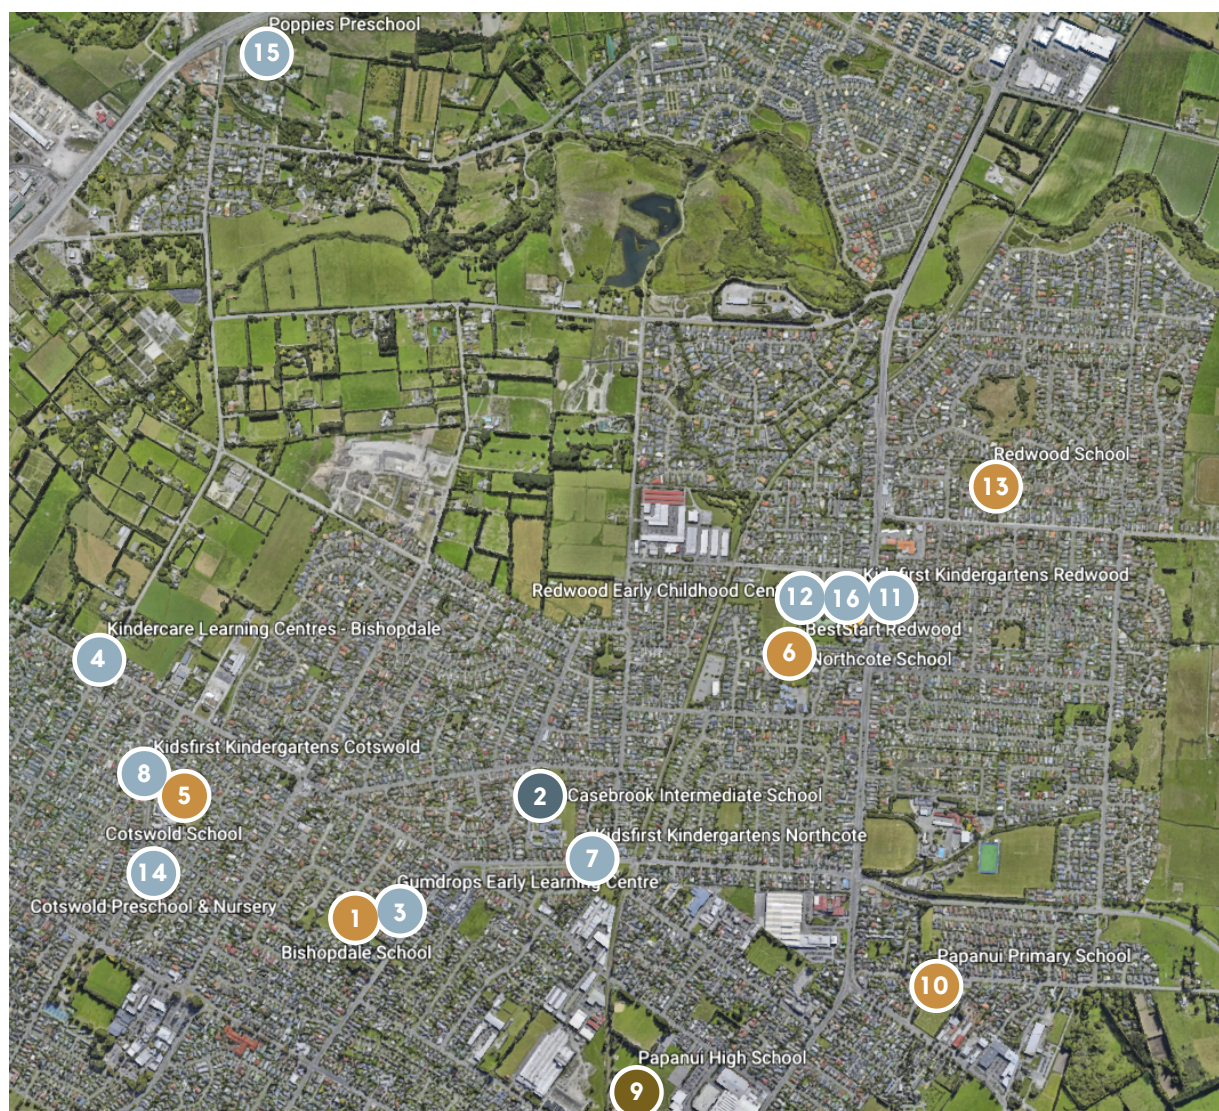 Poppies Preschool
15
Redwood School
13
Kidsfirst Kindergartens Redwood
Redwood Early Childhood Cen
12
16
11
BestStart Redwood
6
Northcote School
Kindercare Learning Centres - Bishopdale
4
Kidsfirst Kindergartens Cotswold
8
5
Cotswold School
2
Casebrook Intermediate School
Kidsfirst Kindergartens Northcote
7
14
Cotswold Preschool & Nursery
Gumdrops Early Learning Centre
1
3
Bishopdale School
Papanui Primary School
10
Papanui High School
9